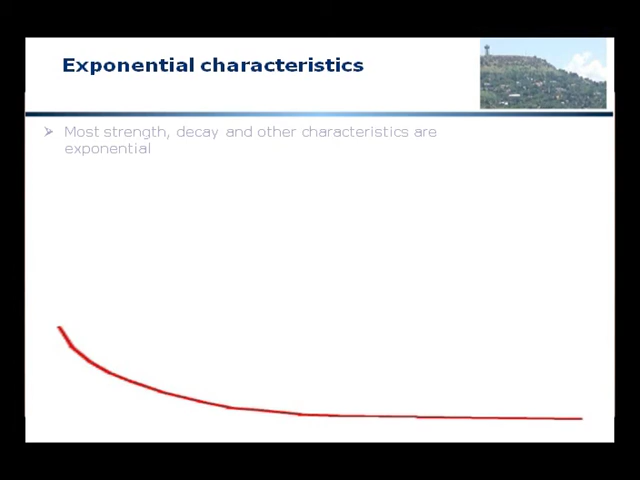 Exponential characteristics
Most strength, decay and other characteristics are
exponential